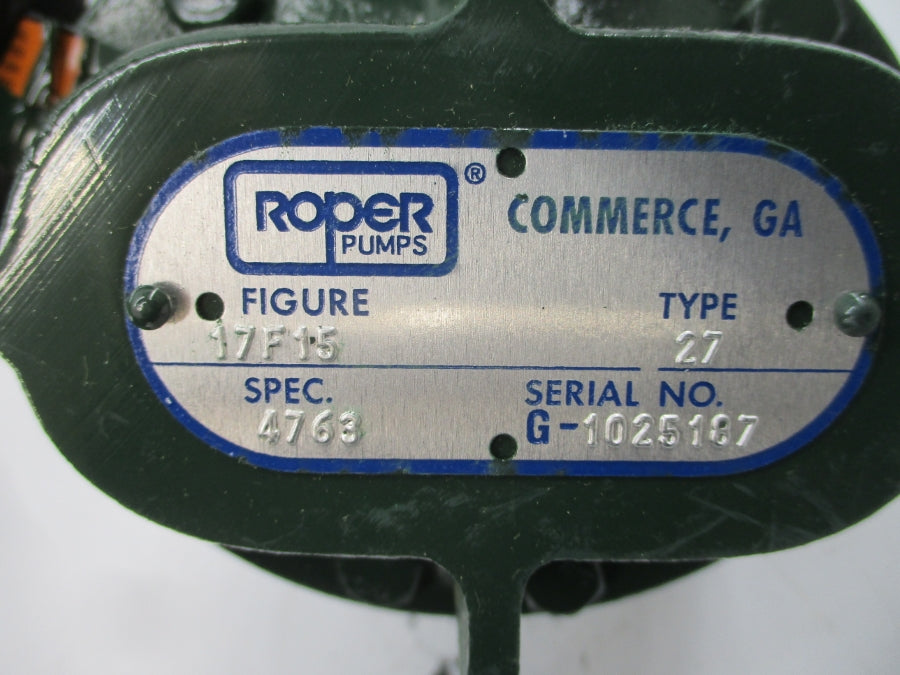 ROPER
PUMPS
®
COMMERCE, GA
FIGURE
17F15
TYPE
27
SPEC.
4763
SERIAL NO.
G-1025187